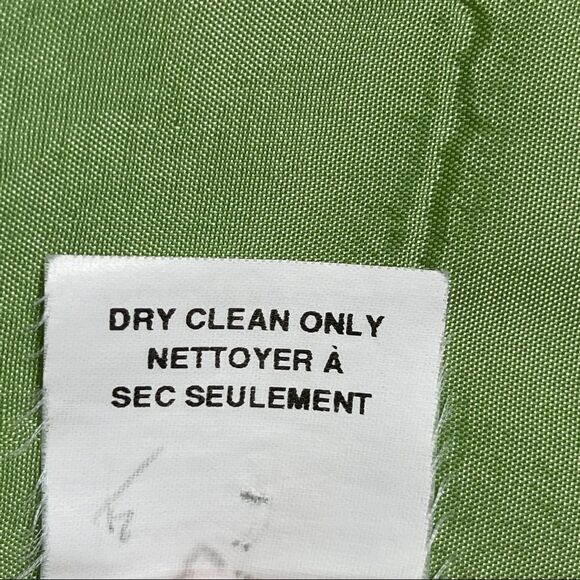 DRY CLEAN ONLY
NETTOYER À
SEC SEULEMENT